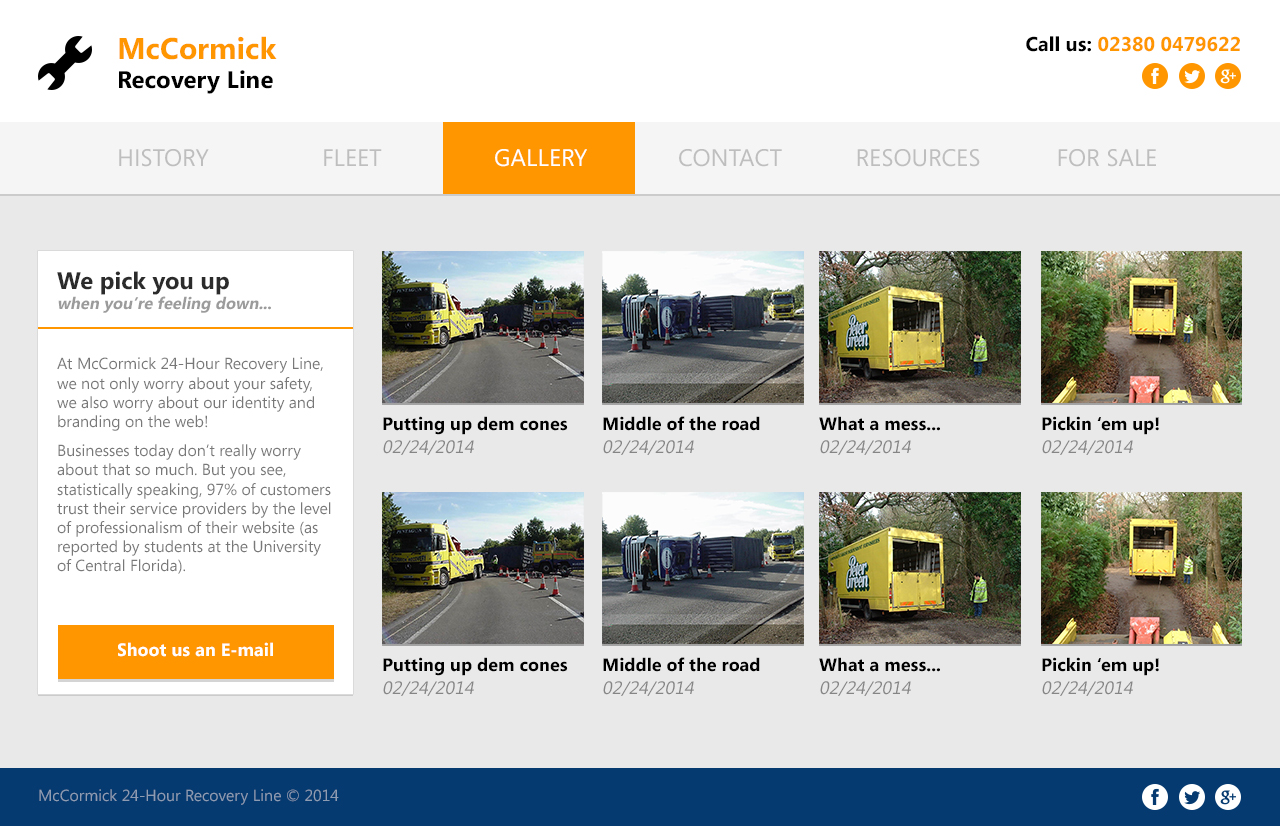 McCormick
Recovery Line
Call us: 02380 0479622
HISTORY
FLEET
GALLERY
CONTACT
RESOURCES
FOR SALE
We pick you up
when you're feeling down...
At McCormick 24-Hour Recovery Line,
we not only worry about your safety,
we also worry about our identity and
branding on the web!
Businesses today don't really worry
about that so much. But you see,
statistically speaking, 97% of customers
trust their service providers by the level
of professionalism of their website (as
reported by students at the University
of Central Florida).
Shoot us an E-mail
Peter
Green
Putting up dem cones
02/24/2014
Middle of the road
02/24/2014
What a mess...
02/24/2014
Pickin ‘em up!
02/24/2014
Peter
Green
Putting up dem cones
02/24/2014
Middle of the road
02/24/2014
What a mess...
02/24/2014
Pickin ‘em up!
02/24/2014
McCormick 24-Hour Recovery Line © 2014